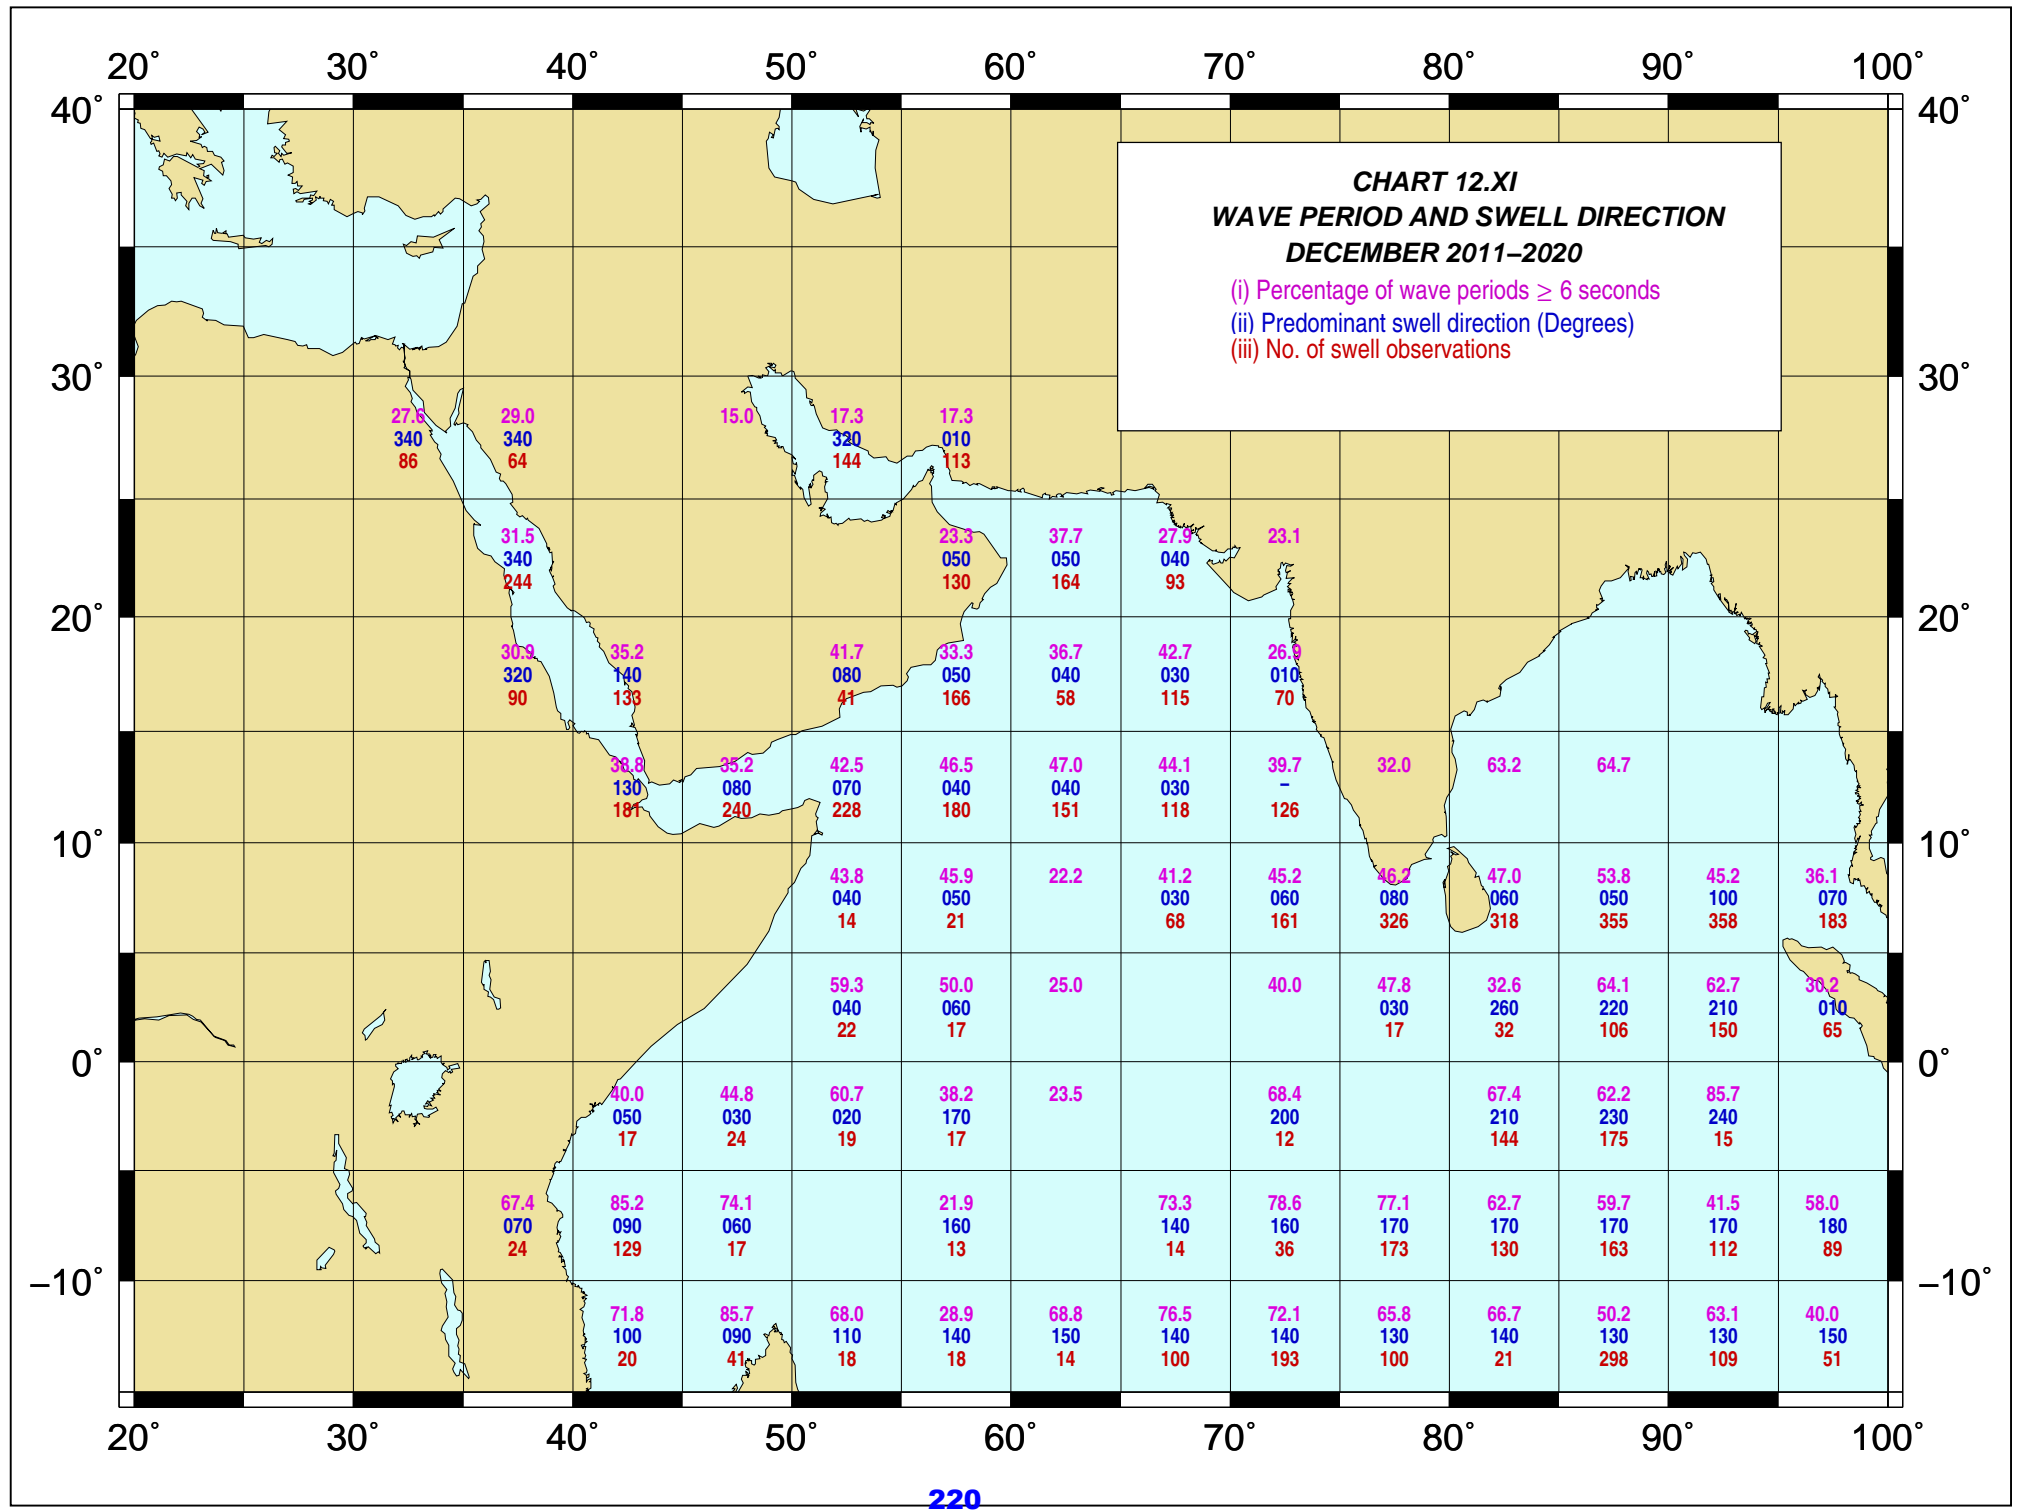 20° 30° 40° 50° 60° 70° 80° 90° 100°
40° 40°
CHART 12.XI
WAVE PERIOD AND SWELL DIRECTION
DECEMBER 2011–2020
(i) Percentage of wave periods ≥ 6 seconds
(ii) Predominant swell direction (Degrees)
(iii) No. of swell observations
30° 30°
27.6 29.0 15.0 17.3 17.3
340 340 320 010
86 64 144 113
31.5 23.3 37.7 27.9 23.1
340 050 050 040
244 130 164 93
20° 20°
30.9 35.2 41.7 33.3 36.7 42.7 26.9
320 140 080 050 040 030 010
90 133 41 166 58 115 70
38.8 35.2 42.5 46.5 47.0 44.1 39.7 32.0 63.2 64.7
130 080 070 040 040 030 –
181 240 228 180 151 118 126
10° 10°
43.8 45.9 22.2 41.2 45.2 46.2 47.0 53.8 45.2 36.1
040 050 030 060 080 060 050 100 070
14 21 68 161 326 318 355 358 183
59.3 50.0 25.0 40.0 47.8 32.6 64.1 62.7 30.2
040 060 030 260 220 210 010
22 17 17 32 106 150 65
0° 0°
40.0 44.8 60.7 38.2 23.5 68.4 67.4 62.2 85.7
050 030 020 170 200 210 230 240
17 24 19 17 12 144 175 15
67.4 85.2 74.1 21.9 73.3 78.6 77.1 62.7 59.7 41.5 58.0
070 090 060 160 140 160 170 170 170 170 180
24 129 17 13 14 36 173 130 163 112 89
–10° –10°
71.8 85.7 68.0 28.9 68.8 76.5 72.1 65.8 66.7 50.2 63.1 40.0
100 090 110 140 150 140 140 130 140 130 130 150
20 41 18 18 14 100 193 100 21 298 109 51
20° 30° 40° 50° 60° 70° 80° 90° 100°
220